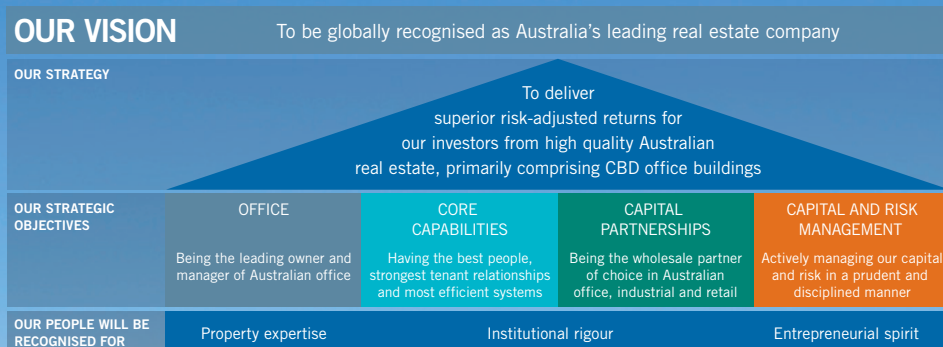 OUR VISION
To be globally recognised as Australia's leading real estate company
OUR STRATEGY
To deliver
superior risk-adjusted returns for
our investors from high quality Australian
real estate, primarily comprising CBD office buildings
OUR STRATEGIC
OBJECTIVES
OFFICE
Being the leading owner and
manager of Australian office
CORE
CAPABILITIES
Having the best people,
strongest tenant relationships
and most efficient systems
CAPITAL
PARTNERSHIPS
Being the wholesale partner
of choice in Australian
office, industrial and retail
CAPITAL AND RISK
MANAGEMENT
Actively managing our capital
and risk in a prudent and
disciplined manner
OUR PEOPLE WILL BE
RECOGNISED FOR
Property expertise
Institutional rigour
Entrepreneurial spirit